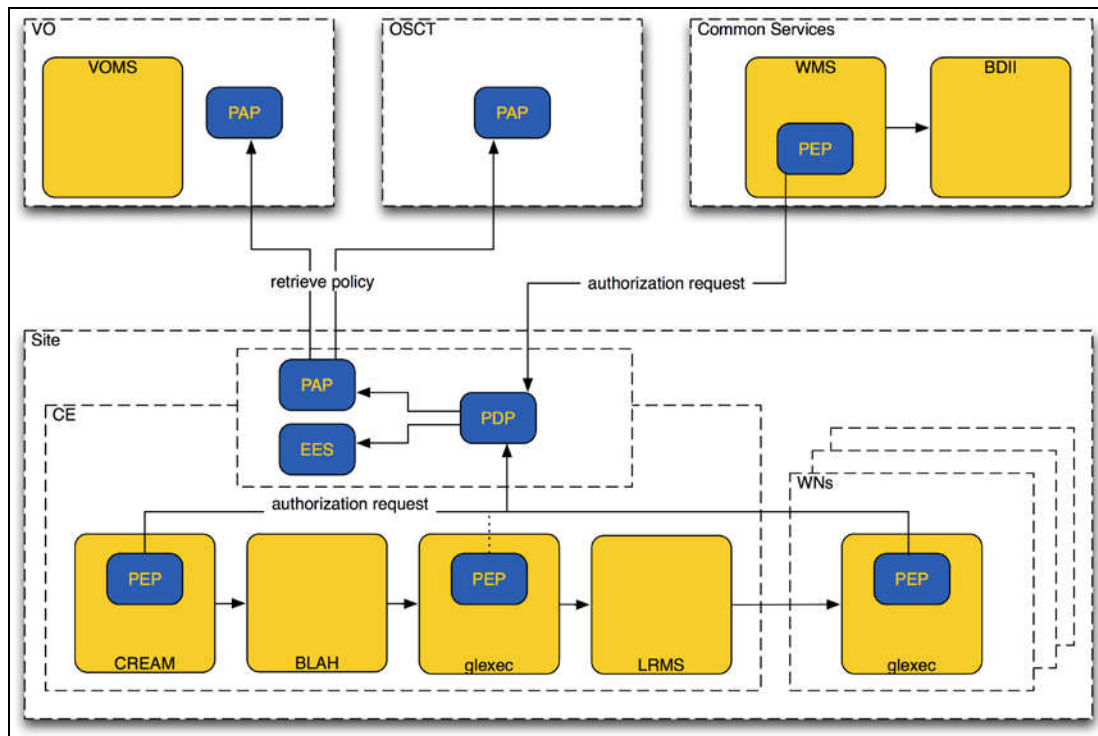 VO
OSCT
Common Services
VOMS
WMS
BDII
PAP
PAP
PEP
retrieve policy
authorization request
Site
PAP
PDP
CE
EES
WNs
authorization request
PEP
PEP
PEP
CREAM
BLAH
glexec
LRMS
glexec